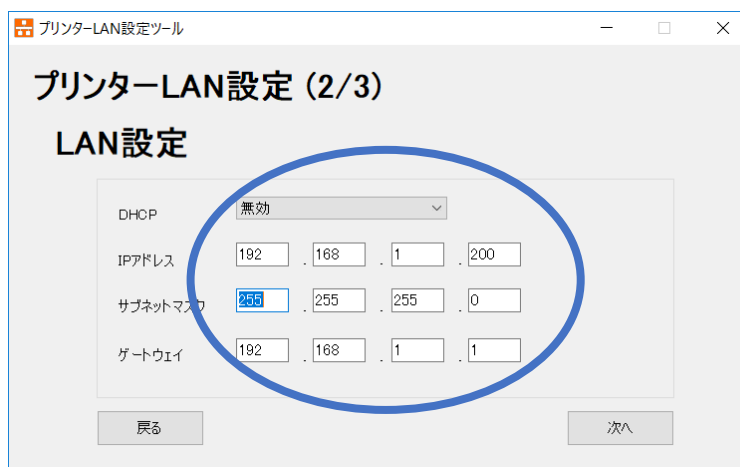 プリンターLAN設定ツール
プリンターLAN設定 (2/3)
LAN設定
DHCP 無効
IPアドレス 192 . 168 . 1 . 200
サブネットマスク 255 . 255 . 255 . 0
ゲートウェイ 192 . 168 . 1 . 1
戻る 次へ